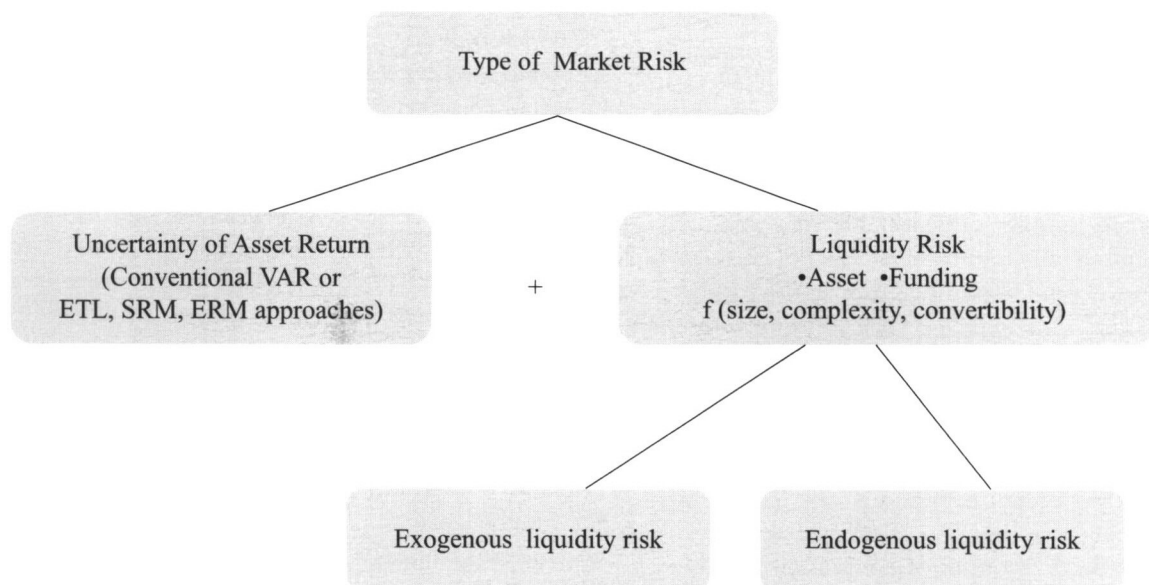 Type of Market Risk
Uncertainty of Asset Return
(Conventional VAR or
ETL, SRM, ERM approaches)
+
Liquidity Risk
•Asset •Funding
f (size, complexity, convertibility)
Exogenous liquidity risk
Endogenous liquidity risk